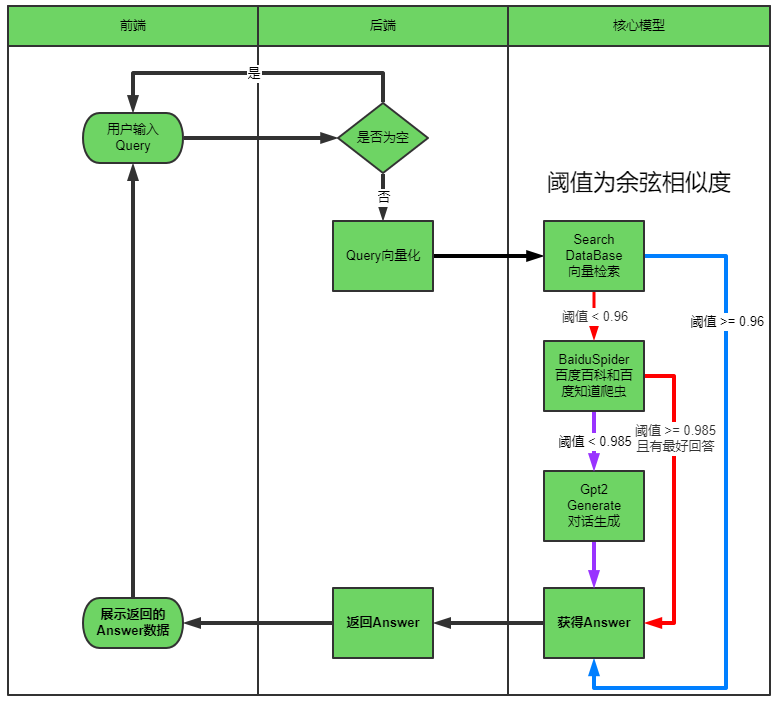 前端
后端
核心模型
是
用户输入
Query
是否为空
否
阈值为余弦相似度
Query向量化
Search
DataBase
向量检索
阈值 < 0.96
阈值 >= 0.96
BaiduSpider
百度百科和百
度知道爬虫
阈值 < 0.985
阈值 >= 0.985
且有最好回答
Gpt2
Generate
对话生成
展示返回的
Answer数据
返回Answer
获得Answer